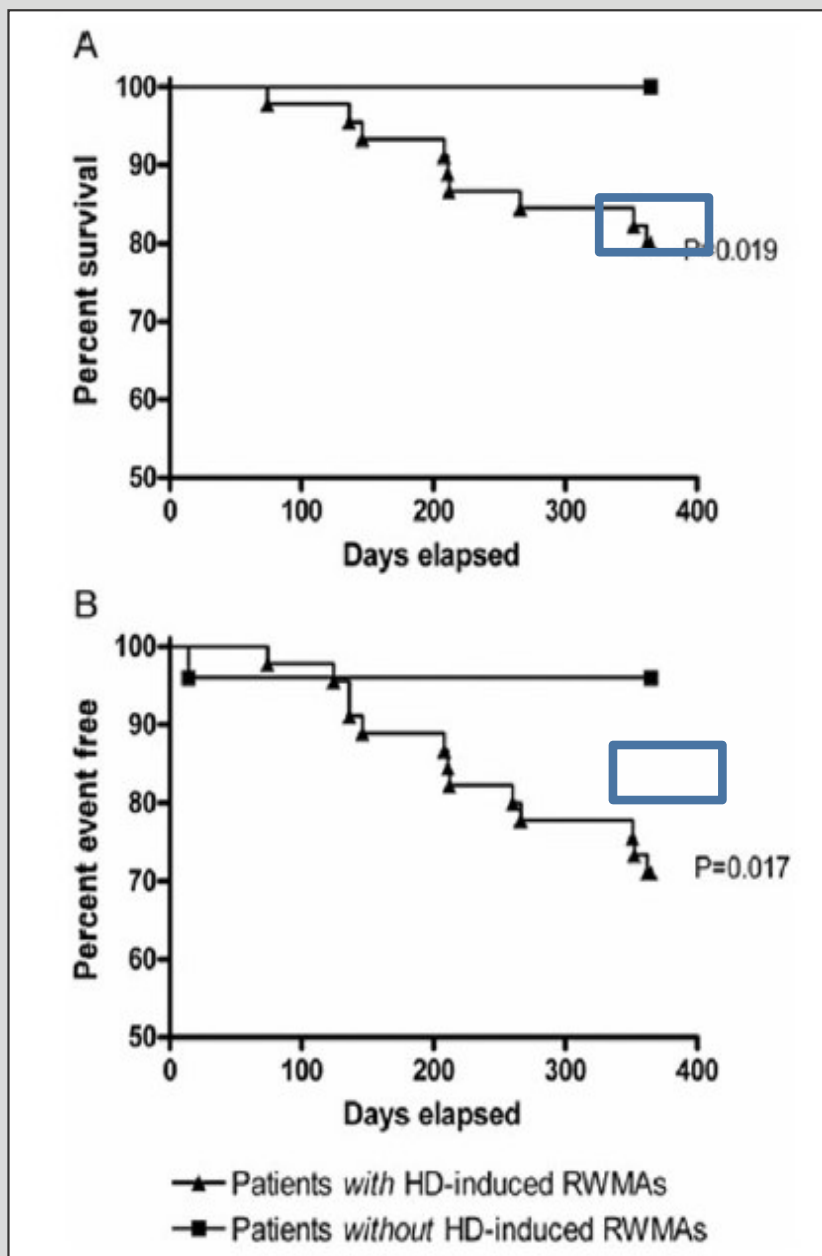 A
100
90
80
70
60
50
Percent survival
P=0.019
0 100 200 300 400
Days elapsed
B
100
90
80
70
60
50
Percent event free
P=0.017
0 100 200 300 400
Days elapsed
Patients with HD-induced RWMAs
Patients without HD-induced RWMAs